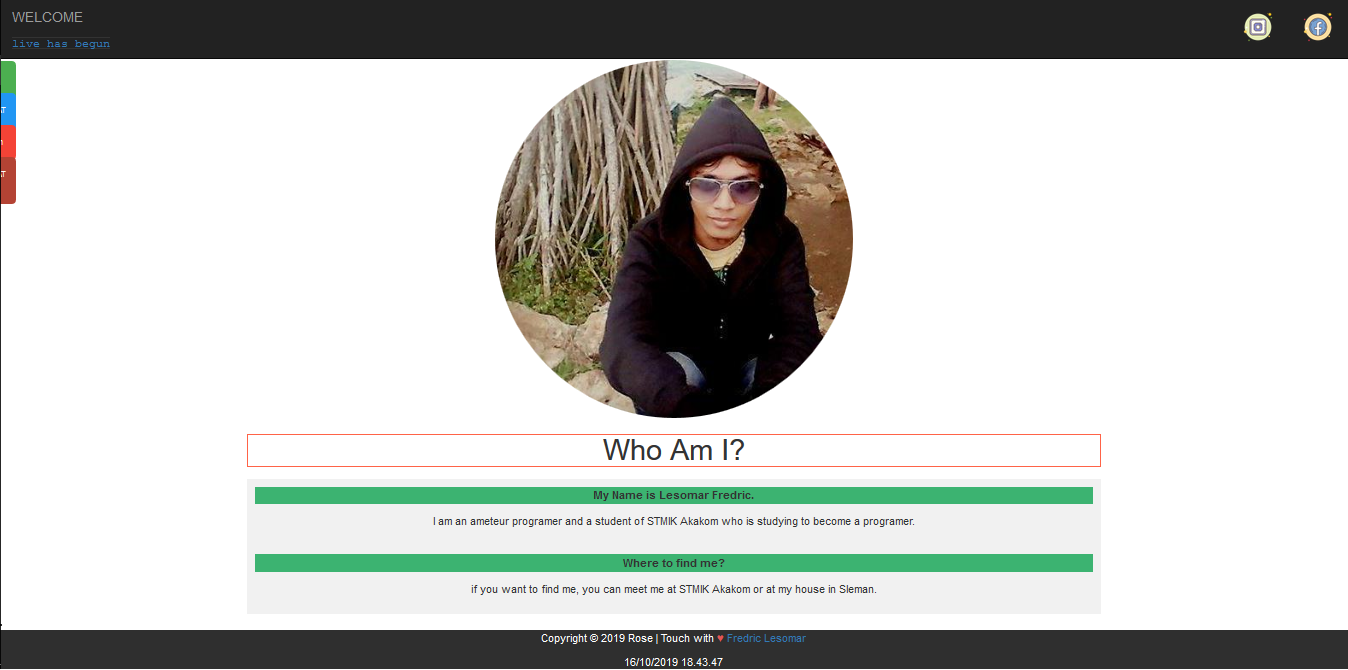 WELCOME
live has begun
Who Am I?
My Name is Lesomar Fredric.
I am an ameteur programer and a student of STMIK Akakom who is studying to become a programer.
Where to find me?
if you want to find me, you can meet me at STMIK Akakom or at my house in Sleman.
Copyright © 2019 Rose | Touch with ♥ Fredric Lesomar
16/10/2019 18.43.47